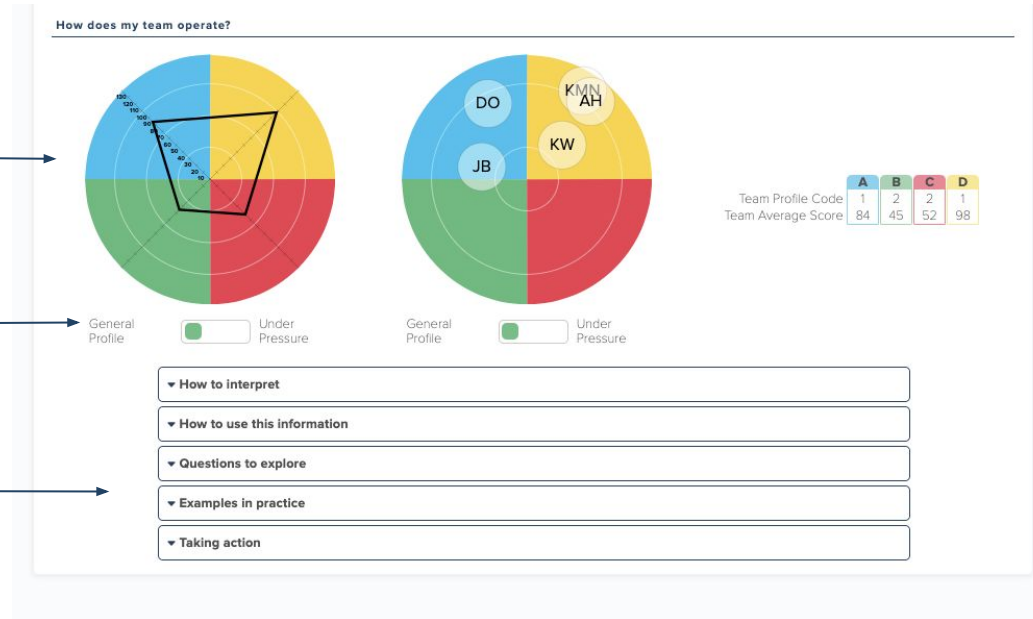 How does my team operate?
150
120
110
100
90
80
70
60
50
40
30
20
10
DO
KMN
AH
KW
JB
A B C D
Team Profile Code 1 2 2 1
Team Average Score 84 45 52 98
General
Profile
Under
Pressure
General
Profile
Under
Pressure
How to interpret
How to use this information
Questions to explore
Examples in practice
Taking action